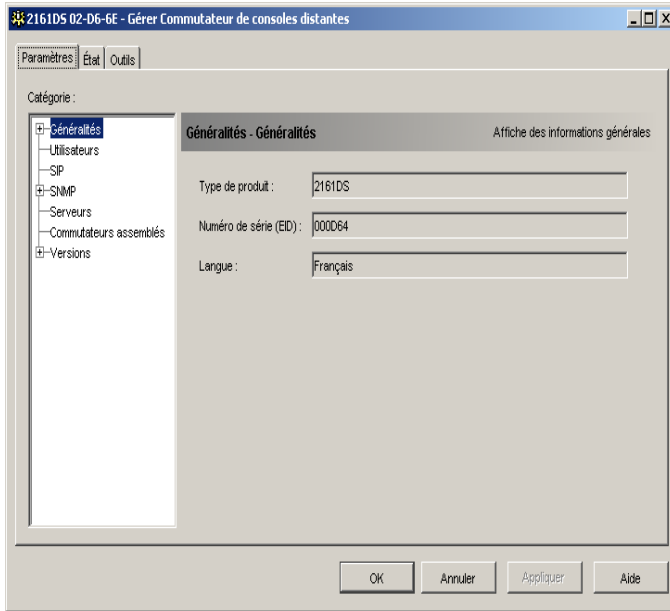 2161DS 02-D6-6E - Gérer Commutateur de consoles distantes
Paramètres État Outils
Catégorie :
Généralités
Utilisateurs
SIP
SNMP
Serveurs
Commutateurs assemblés
Versions
Généralités - Généralités Affiche des informations générales
Type de produit : 2161DS
Numéro de série (EID) : 000D64
Langue : Français
OK Annuler Appliquer Aide